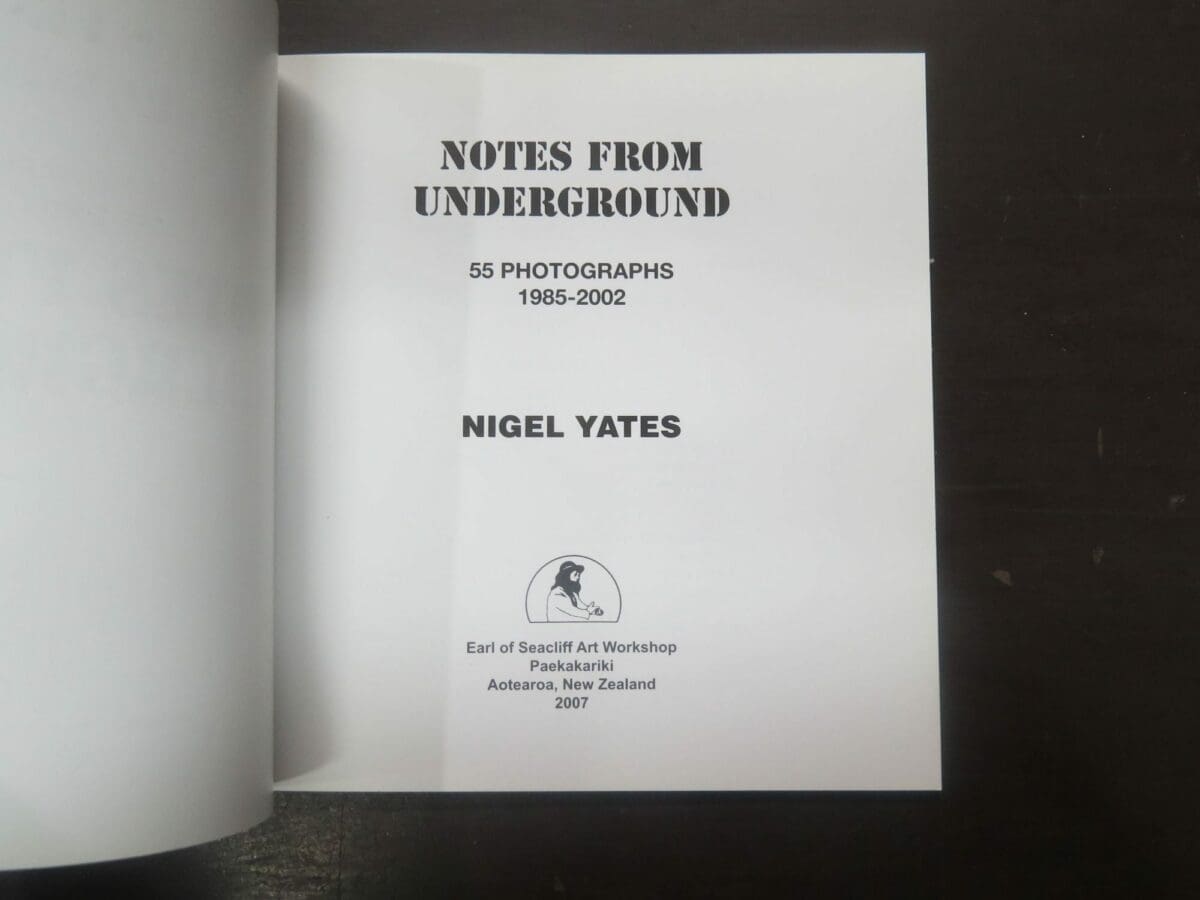 NOTES FROM
UNDERGROUND
55 PHOTOGRAPHS
1985-2002
NIGEL YATES
Earl of Seacliff Art Workshop
Paekakariki
Aotearoa, New Zealand
2007